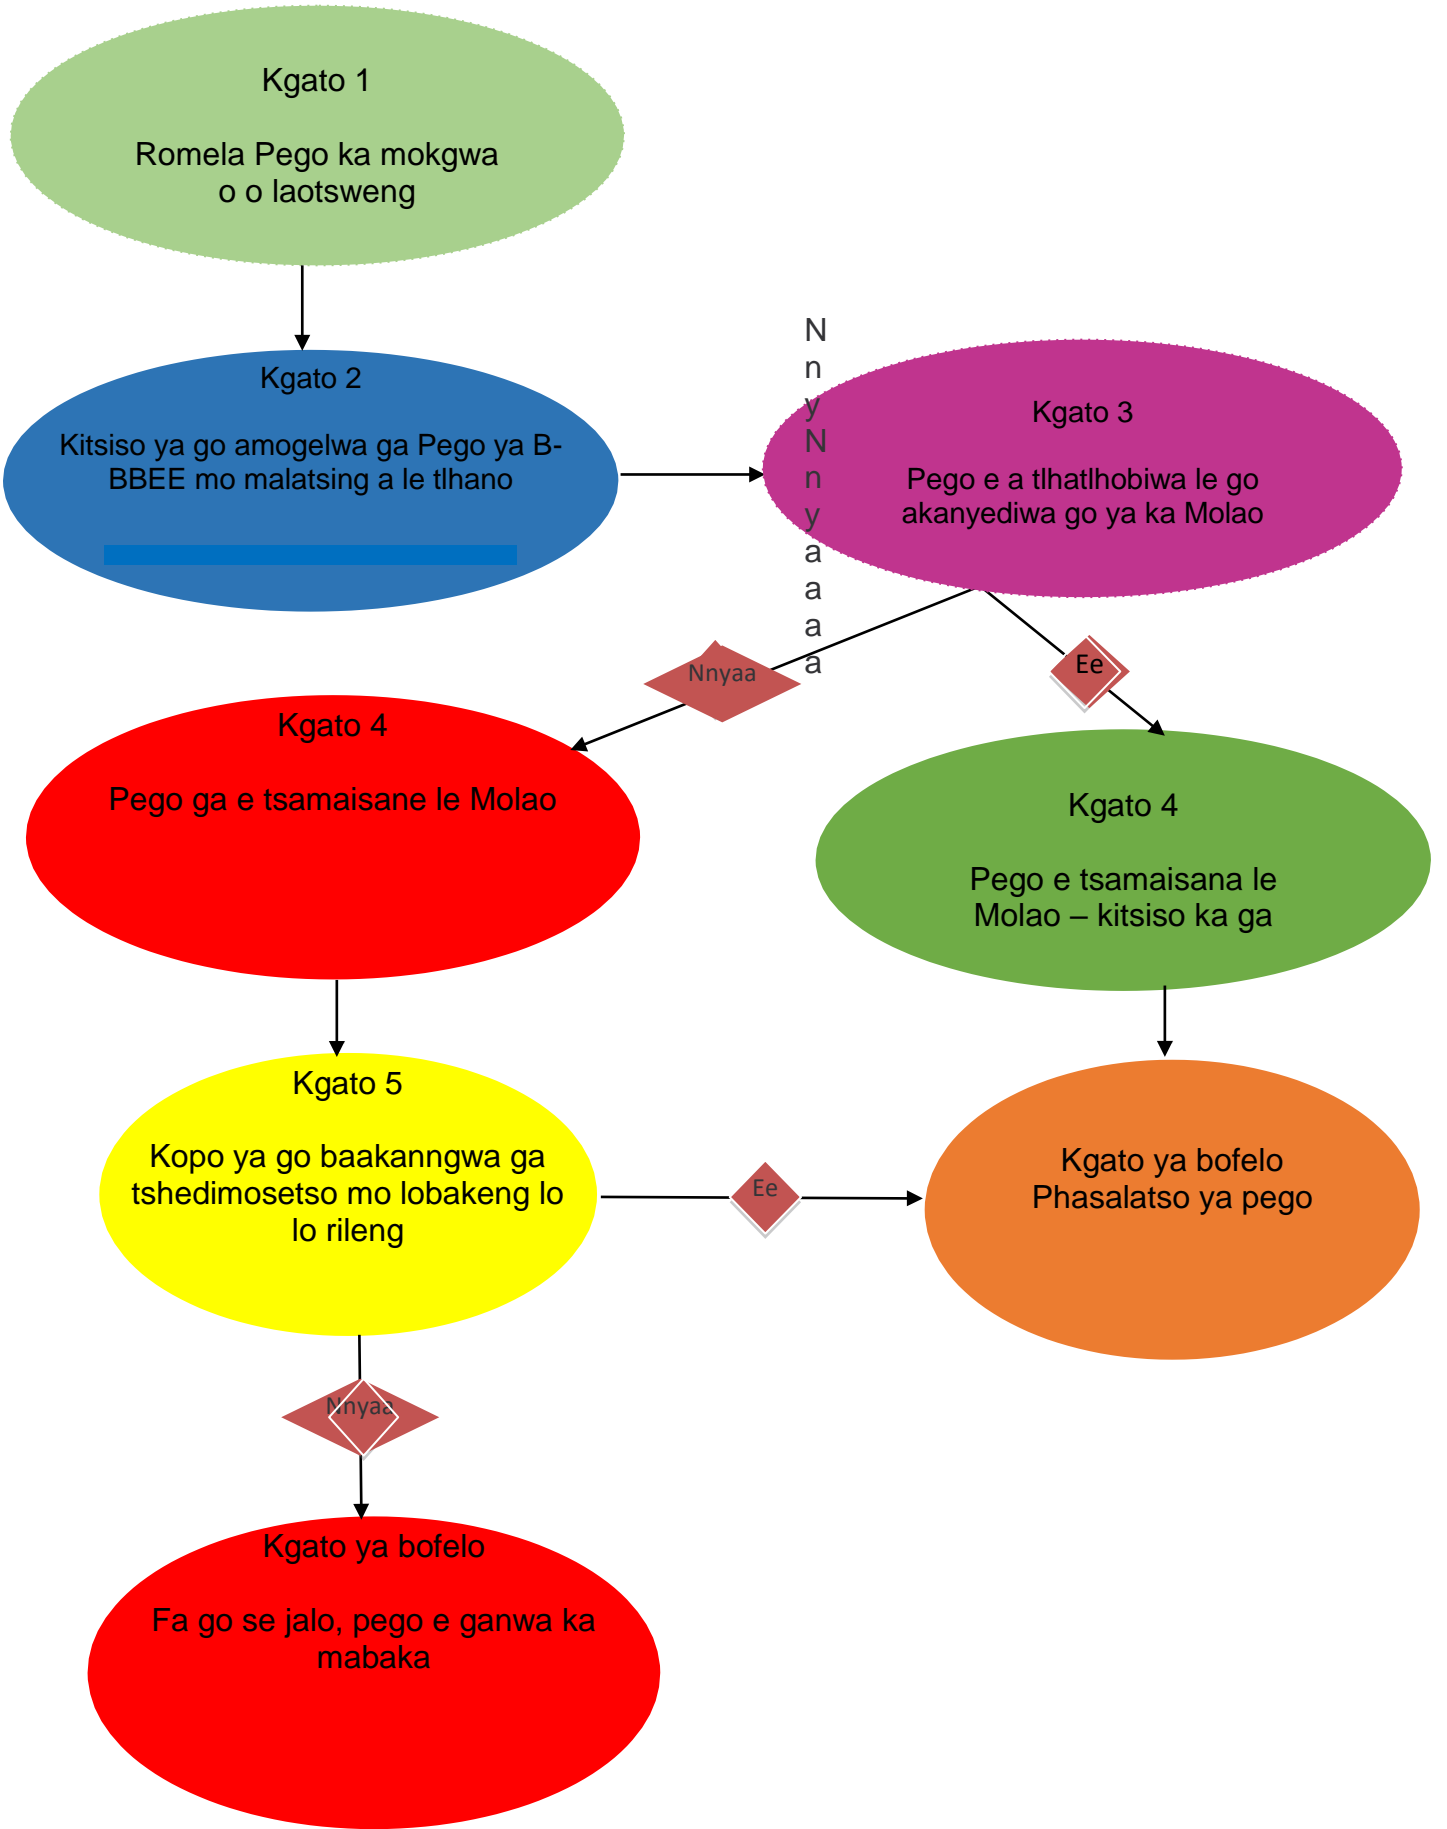 Kgato 1
Romela Pego ka mokgwa
o o laotsweng
Kgato 2
Kitsiso ya go amogelwa ga Pego ya B-
BBEE mo malatsing a le tlhano
N
n
y
N
n
y
a
a
a
a
Kgato 3
Pego e a tlhatlhobiwa le go
akanyediwa go ya ka Molao
Nnyaa
Ee
Kgato 4
Pego ga e tsamaisane le Molao
Kgato 4
Pego e tsamaisana le
Molao – kitsiso ka ga
Kgato 5
Kopo ya go baakanngwa ga
tshedimosetso mo lobakeng lo
lo rileng
Ee
Kgato ya bofelo
Phasalatso ya pego
Nnyaa
Kgato ya bofelo
Fa go se jalo, pego e ganwa ka
mabaka